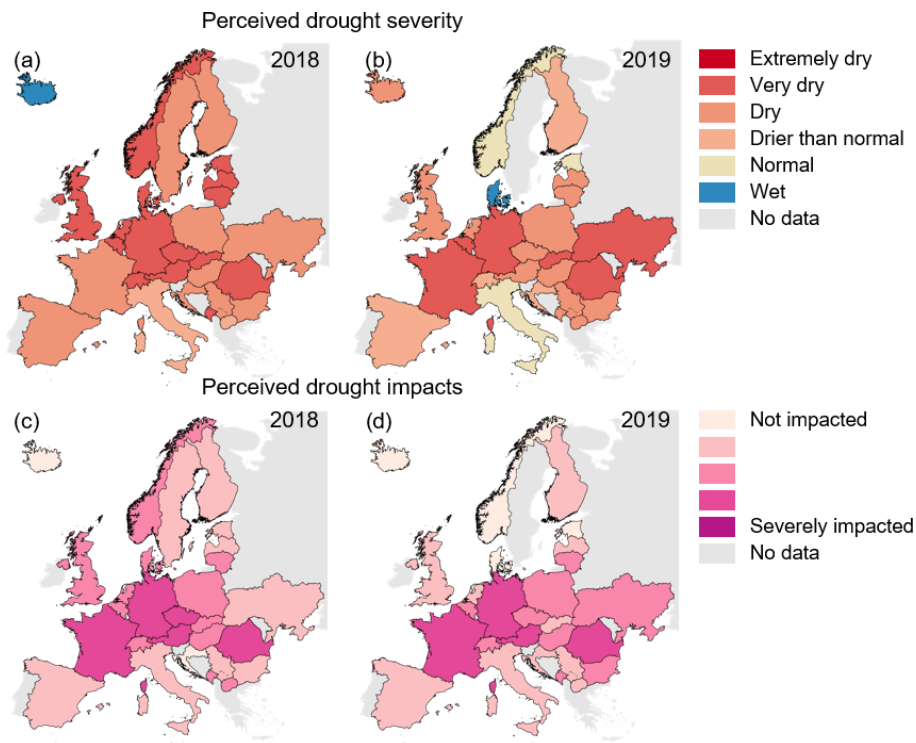 Perceived drought severity
(a)
2018
(b)
2019
Extremely dry
Very dry
Dry
Drier than normal
Normal
Wet
No data
Perceived drought impacts
(c)
2018
(d)
2019
Not impacted
Severely impacted
No data